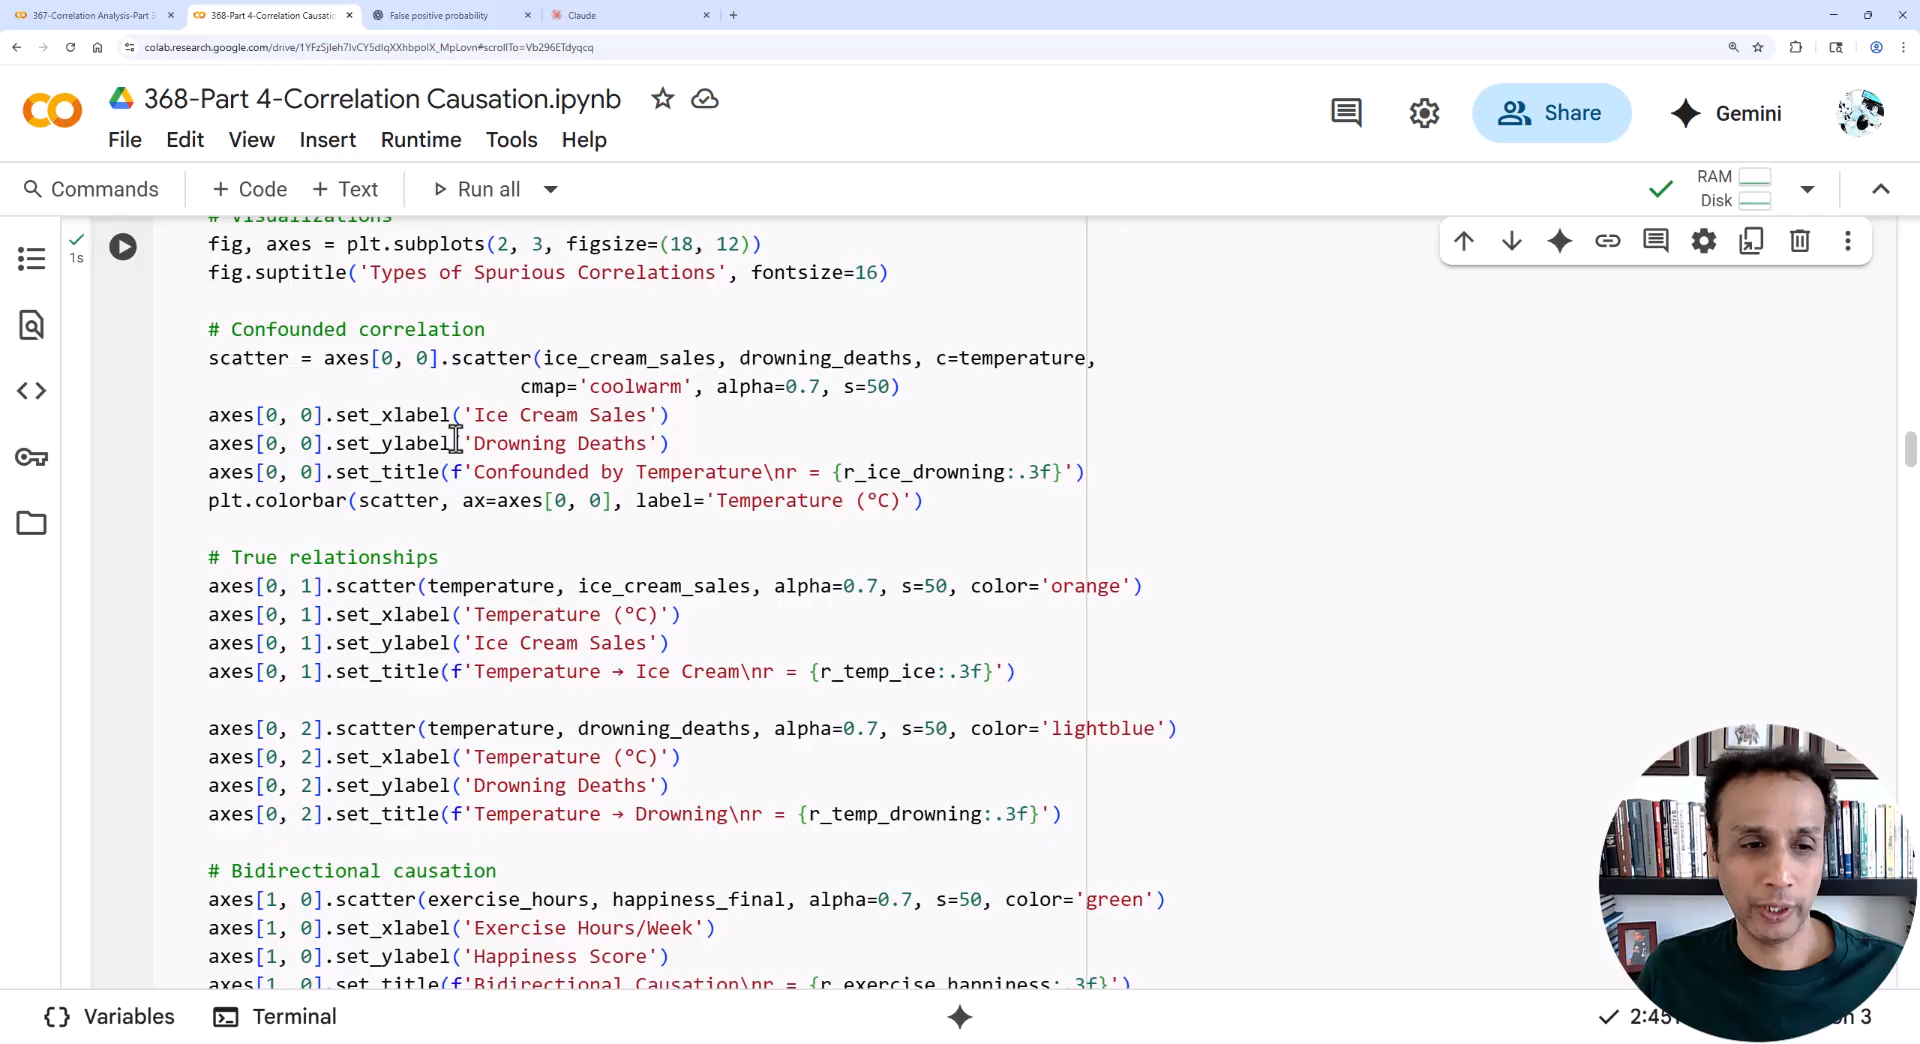 367-Correlation Analysis-Part 3
368-Part 4-Correlation Causatio
False positive probability
Claude
colab.research.google.com/drive/1YFzSjIeh7IvCY5dIqXXhbpoIX_MpLovn#scrollTo=Vb296ETdyqcq
368-Part 4-Correlation Causation.ipynb
Share
Gemini
File Edit View Insert Runtime Tools Help
Commands
+ Code + Text
Run all
RAM
Disk
1s
# Visualizations
fig, axes = plt.subplots(2, 3, figsize=(18, 12))
fig.suptitle('Types of Spurious Correlations', fontsize=16)
# Confounded correlation
scatter = axes[0, 0].scatter(ice_cream_sales, drowning_deaths, c=temperature,
cmap='coolwarm', alpha=0.7, s=50)
axes[0, 0].set_xlabel('Ice Cream Sales')
axes[0, 0].set_ylabel('Drowning Deaths')
axes[0, 0].set_title(f'Confounded by Temperature\nr = {r_ice_drowning:.3f}')
plt.colorbar(scatter, ax=axes[0, 0], label='Temperature (°C)')
# True relationships
axes[0, 1].scatter(temperature, ice_cream_sales, alpha=0.7, s=50, color='orange')
axes[0, 1].set_xlabel('Temperature (°C)')
axes[0, 1].set_ylabel('Ice Cream Sales')
axes[0, 1].set_title(f'Temperature → Ice Cream\nr = {r_temp_ice:.3f}')
axes[0, 2].scatter(temperature, drowning_deaths, alpha=0.7, s=50, color='lightblue')
axes[0, 2].set_xlabel('Temperature (°C)')
axes[0, 2].set_ylabel('Drowning Deaths')
axes[0, 2].set_title(f'Temperature → Drowning\nr = {r_temp_drowning:.3f}')
# Bidirectional causation
axes[1, 0].scatter(exercise_hours, happiness_final, alpha=0.7, s=50, color='green')
axes[1, 0].set_xlabel('Exercise Hours/Week')
axes[1, 0].set_ylabel('Happiness Score')
axes[1, 0].set_title(f'Bidirectional Causation\nr = {r_exercise_happiness:.3f}')
{} Variables
Terminal
2:45
3